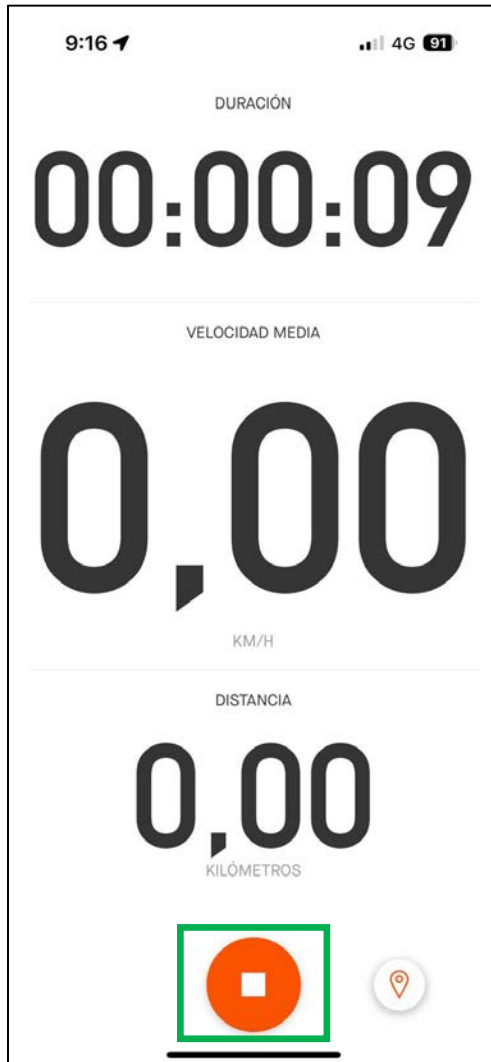 9:16 4G 91
DURACIÓN
00:00:09
VELOCIDAD MEDIA
0,00
KM/H
DISTANCIA
0,00
KILÓMETROS